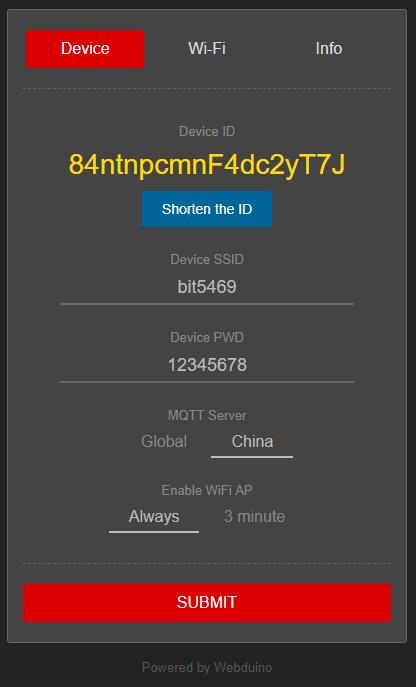 Device Wi-Fi Info
Device ID
84ntnpcmnF4dc2yT7J
Shorten the ID
Device SSID
bit5469
Device PWD
12345678
MQTT Server
Global China
Enable WiFi AP
Always 3 minute
SUBMIT
Powered by Webduino